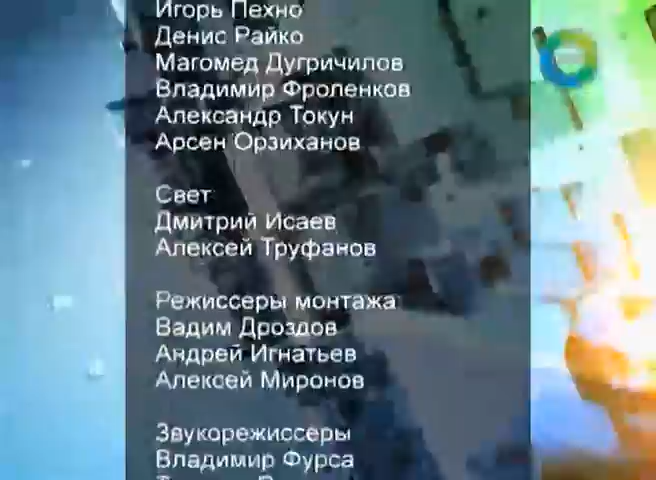 Игорь Пехно
Денис Райко
Магомед Дугричилов
Владимир Фроленков
Александр Токун
Арсен Орзиханов
Свет
Дмитрий Исаев
Алексей Труфанов
Режиссеры монтажа
Вадим Дроздов
Андрей Игнатьев
Алексей Миронов
Звукорежиссеры
Владимир Фурса